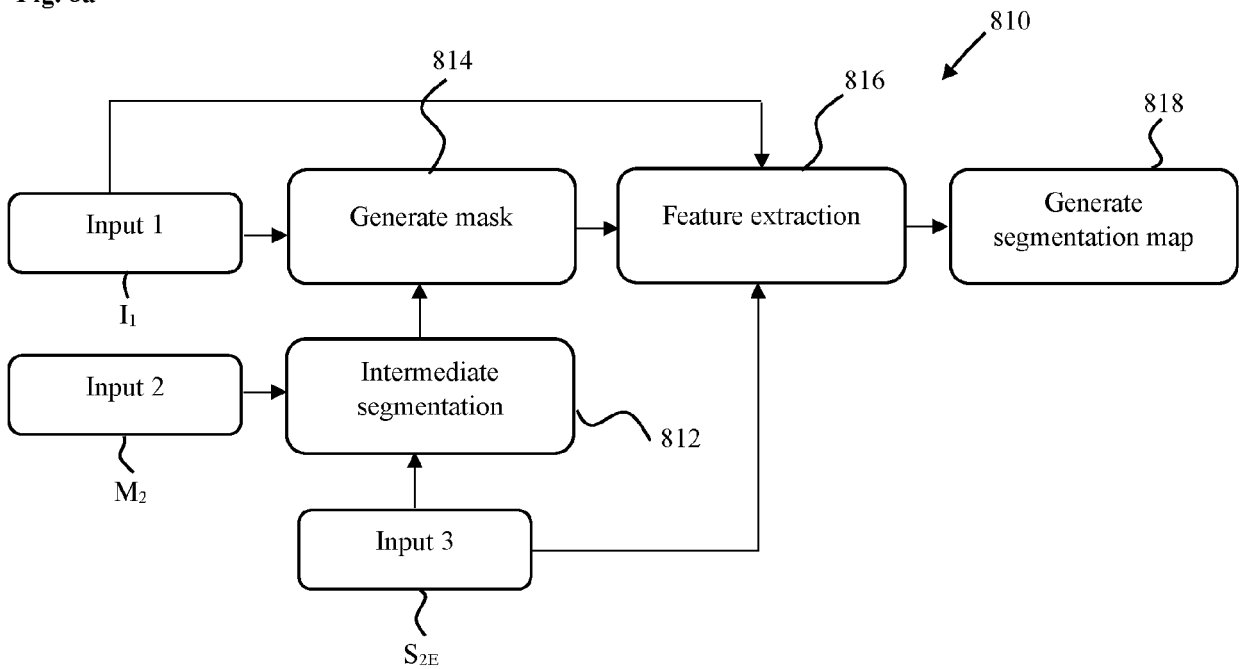 810
814
816
818
Input 1
Generate mask
Feature extraction
Generate
segmentation map
I₁
Input 2
Intermediate
segmentation
812
M₂
Input 3
S₂E